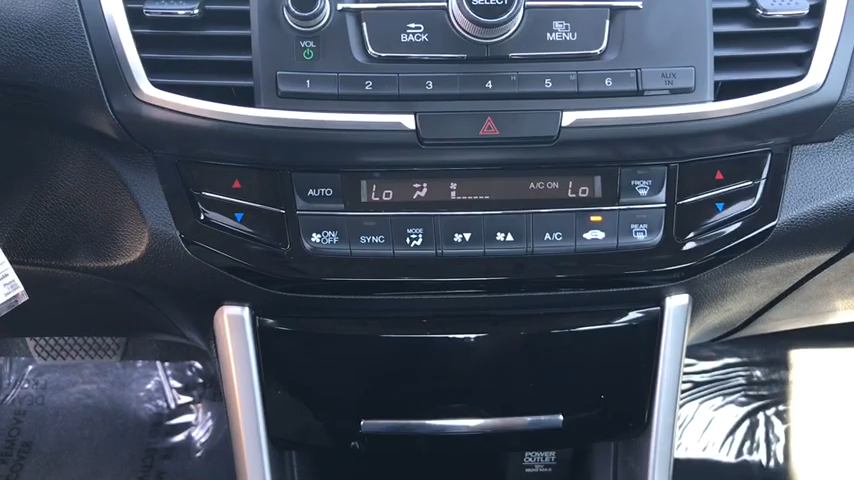 SELECT
BACK
MENU
VOL
1 2 3 4 5 6 AUX IN
AUTO Lo A/C ON Lo FRONT
ON/OFF SYNC MODE A/C REAR
POWER OUTLET